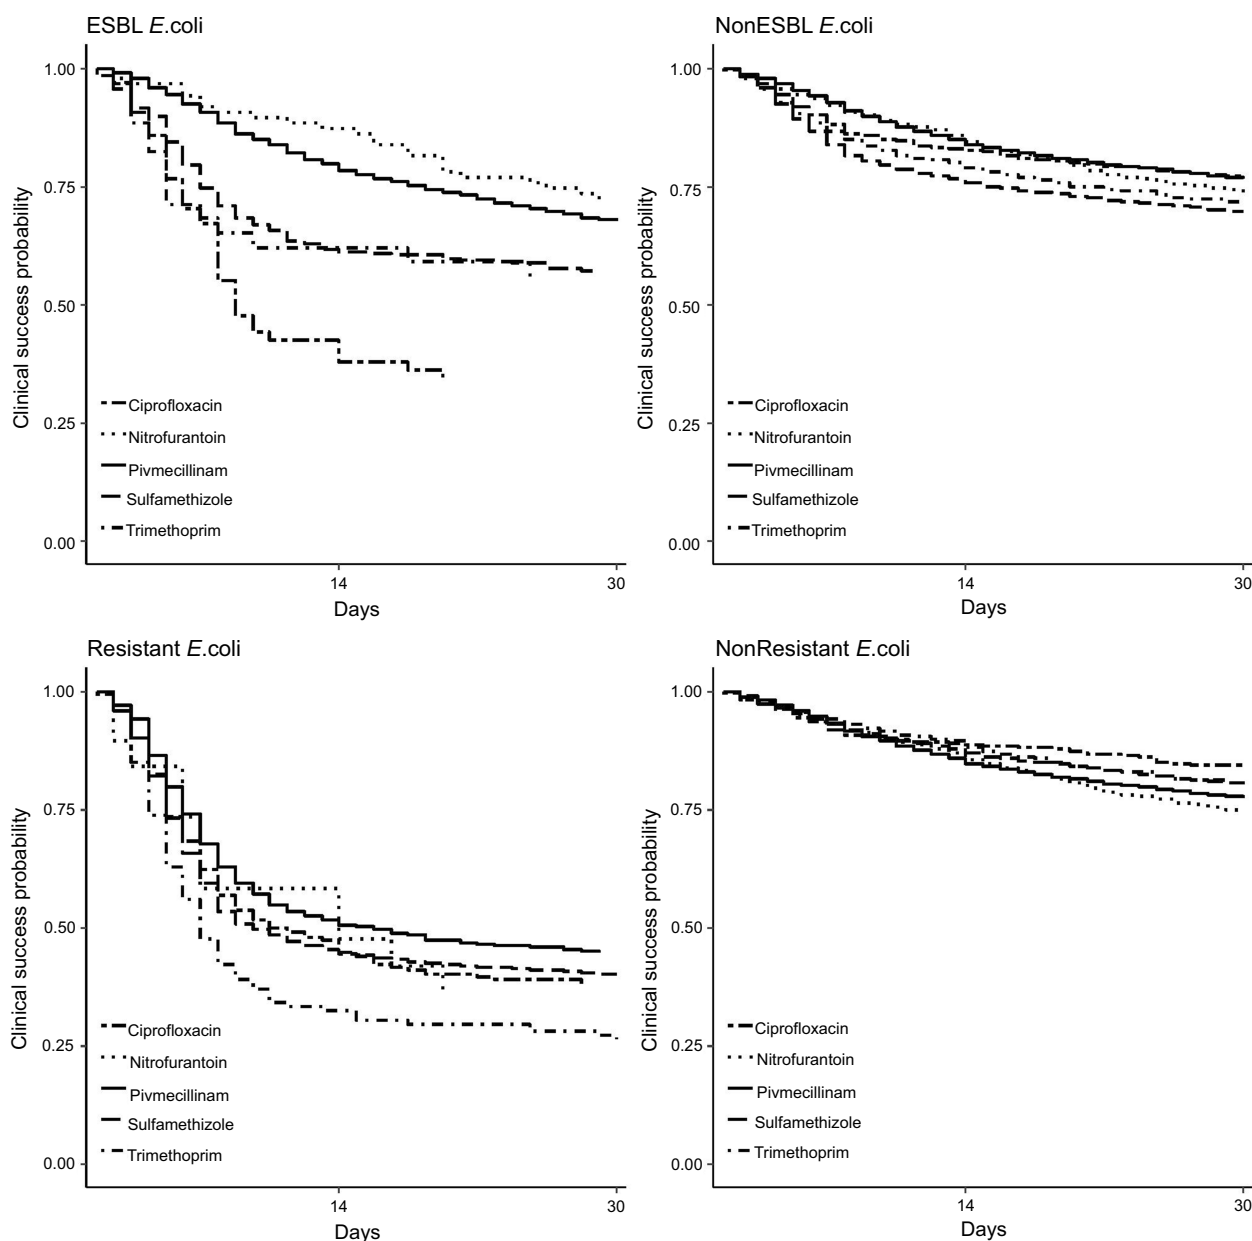 ESBL E.coli
Clinical success probability
1.00
0.75
0.50
0.25
0.00
Ciprofloxacin
Nitrofurantoin
Pivmecillinam
Sulfamethizole
Trimethoprim
14
30
Days
NonESBL E.coli
Clinical success probability
1.00
0.75
0.50
0.25
0.00
Ciprofloxacin
Nitrofurantoin
Pivmecillinam
Sulfamethizole
Trimethoprim
14
30
Days
Resistant E.coli
Clinical success probability
1.00
0.75
0.50
0.25
0.00
Ciprofloxacin
Nitrofurantoin
Pivmecillinam
Sulfamethizole
Trimethoprim
14
30
Days
NonResistant E.coli
Clinical success probability
1.00
0.75
0.50
0.25
0.00
Ciprofloxacin
Nitrofurantoin
Pivmecillinam
Sulfamethizole
Trimethoprim
14
30
Days